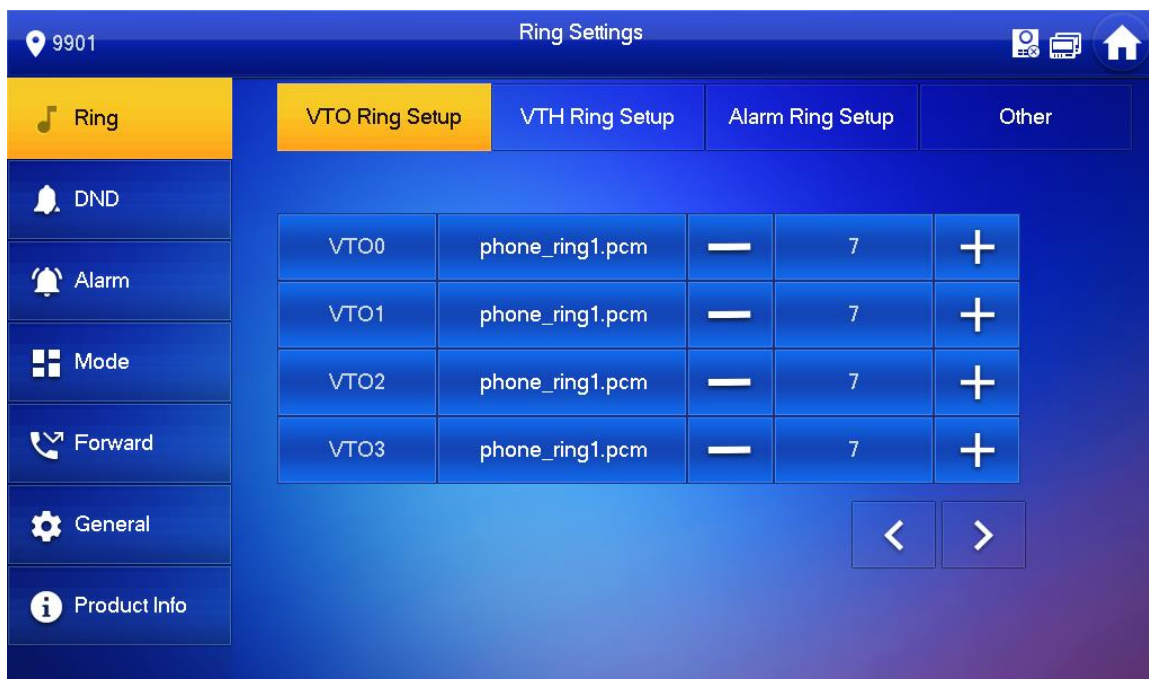 9901
Ring Settings
Ring
DND
Alarm
Mode
Forward
General
Product Info
VTO Ring Setup
VTH Ring Setup
Alarm Ring Setup
Other
VTO0 phone_ring1.pcm 7
VTO1 phone_ring1.pcm 7
VTO2 phone_ring1.pcm 7
VTO3 phone_ring1.pcm 7